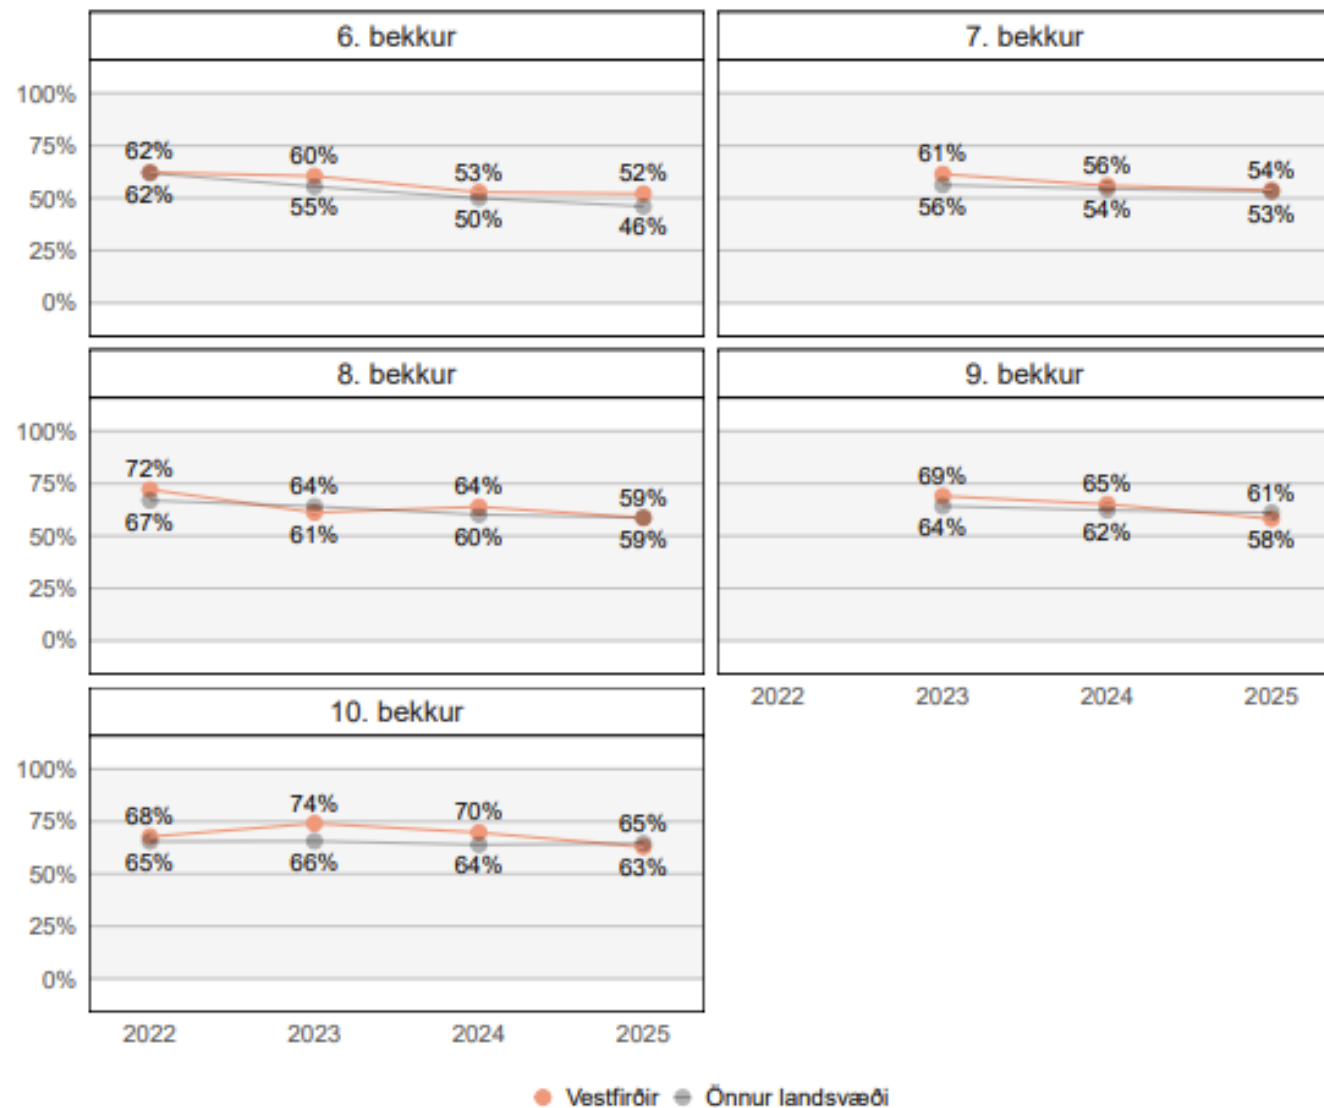 6. bekkur
7. bekkur
100%
75%
50%
25%
0%
62% 60% 53% 52%
62% 55% 50% 46%
61% 56% 54%
56% 54% 53%
8. bekkur
9. bekkur
100%
75%
50%
25%
0%
72% 64% 64% 59%
67% 61% 60% 59%
69% 65% 61%
64% 62% 58%
2022 2023 2024 2025
10. bekkur
100%
75%
50%
25%
0%
68% 74% 70% 65%
65% 66% 64% 63%
2022 2023 2024 2025
Vestfirðir Önnur landsvæði